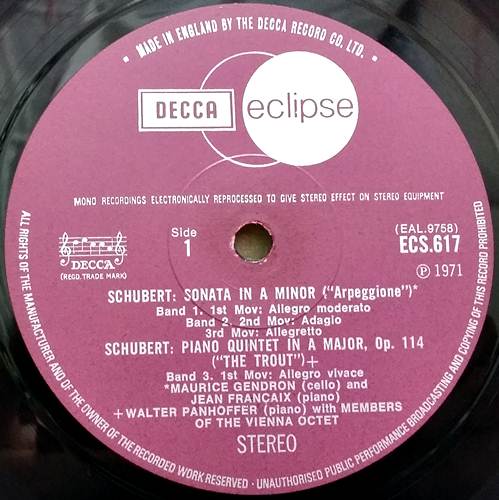 • MADE IN ENGLAND BY THE DECCA RECORD CO. LTD. •
DECCA eclipse
MONO RECORDINGS ELECTRONICALLY REPROCESSED TO GIVE STEREO EFFECT ON STEREO EQUIPMENT
DECCA
(REGD. TRADE MARK)
Side
1
(EAL.9758)
ECS.617
Ⓟ 1971
SCHUBERT: SONATA IN A MINOR ("Arpeggione")*
Band 1. 1st Mov: Allegro moderato
Band 2. 2nd Mov: Adagio
3rd Mov: Allegretto
SCHUBERT: PIANO QUINTET IN A MAJOR, Op. 114
("THE TROUT")+
Band 3. 1st Mov: Allegro vivace
*MAURICE GENDRON (cello) and
JEAN FRANCAIX (piano)
+WALTER PANHOFFER (piano) with MEMBERS
OF THE VIENNA OCTET
STEREO
ALL RIGHTS OF THE MANUFACTURER AND OF THE OWNER OF THE RECORDED WORK RESERVED • UNAUTHORISED PUBLIC PERFORMANCE BROADCASTING AND COPYING OF THIS RECORD PROHIBITED